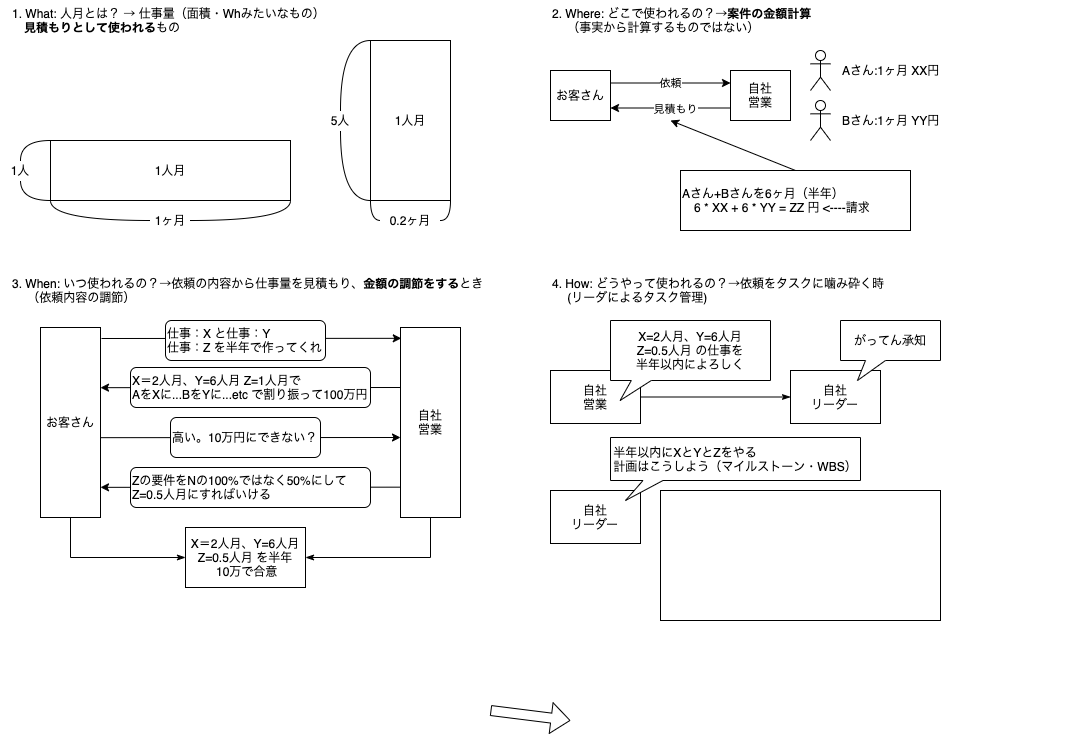 1. What: 人月とは？ → 仕事量（面積・Whみたいなもの）
見積もりとして使われるもの
1人
1人月
1ヶ月
5人
1人月
0.2ヶ月
2. Where: どこで使われるの？→案件の金額計算
（事実から計算するものではない）
お客さん
依頼
見積もり
自社
営業
Aさん:1ヶ月 XX円
Bさん:1ヶ月 YY円
Aさん+Bさんを6ヶ月（半年）
6 * XX + 6 * YY = ZZ 円 <----請求
3. When: いつ使われるの？→依頼の内容から仕事量を見積もり、金額の調節をするとき
（依頼内容の調節）
お客さん
仕事：X と仕事：Y
仕事：Z を半年で作ってくれ
X＝2人月、Y=6人月 Z=1人月で
AをXに...BをYに...etc で割り振って100万円
高い。10万円にできない？
Zの要件をNの100%ではなく50%にして
Z=0.5人月にすればいける
自社
営業
X＝2人月、Y=6人月
Z=0.5人月 を半年
10万で合意
4. How: どうやって使われるの？→依頼をタスクに噛み砕く時
(リーダによるタスク管理)
X=2人月、Y=6人月
Z=0.5人月 の仕事を
半年以内によろしく
がってん承知
自社
営業
自社
リーダー
半年以内にXとYとZをやる
計画はこうしよう（マイルストーン・WBS）
自社
リーダー